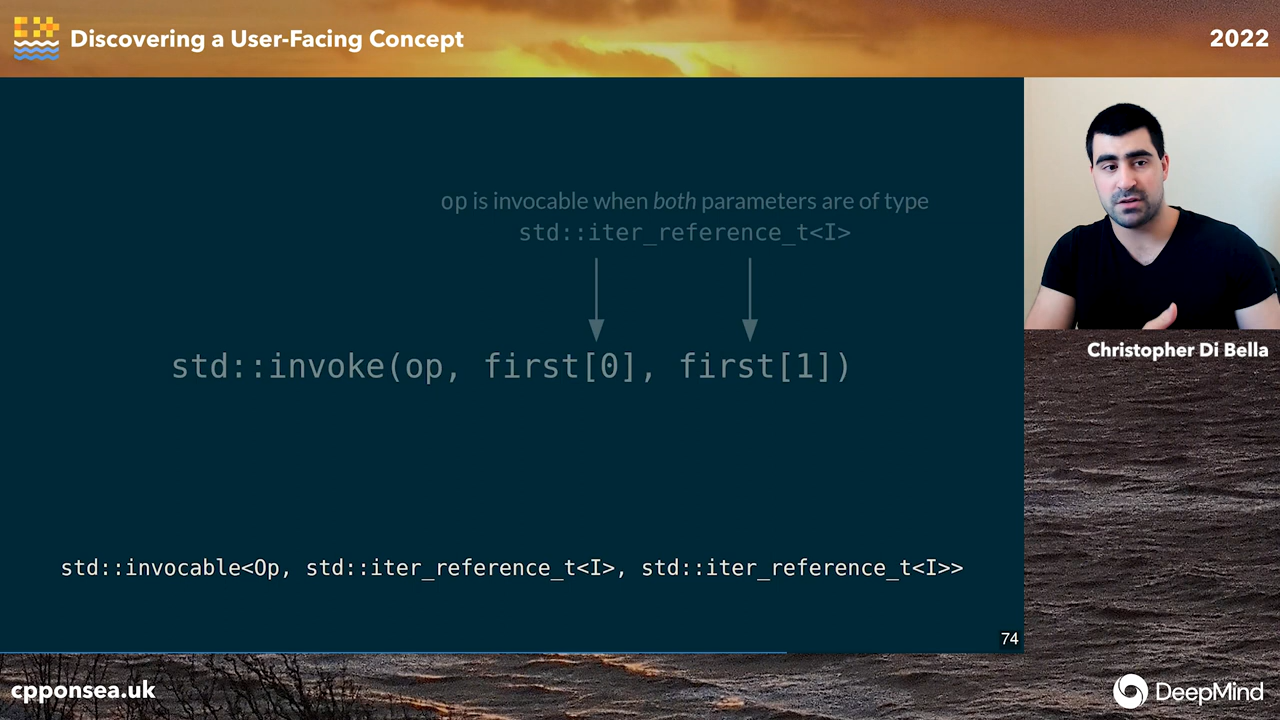 Discovering a User-Facing Concept
2022
op is invocable when both parameters are of type
std::iter_reference_t<I>
std::invoke(op, first[0], first[1])
std::invocable<Op, std::iter_reference_t<I>, std::iter_reference_t<I>>
74
Christopher Di Bella
cpponsea.uk
DeepMind